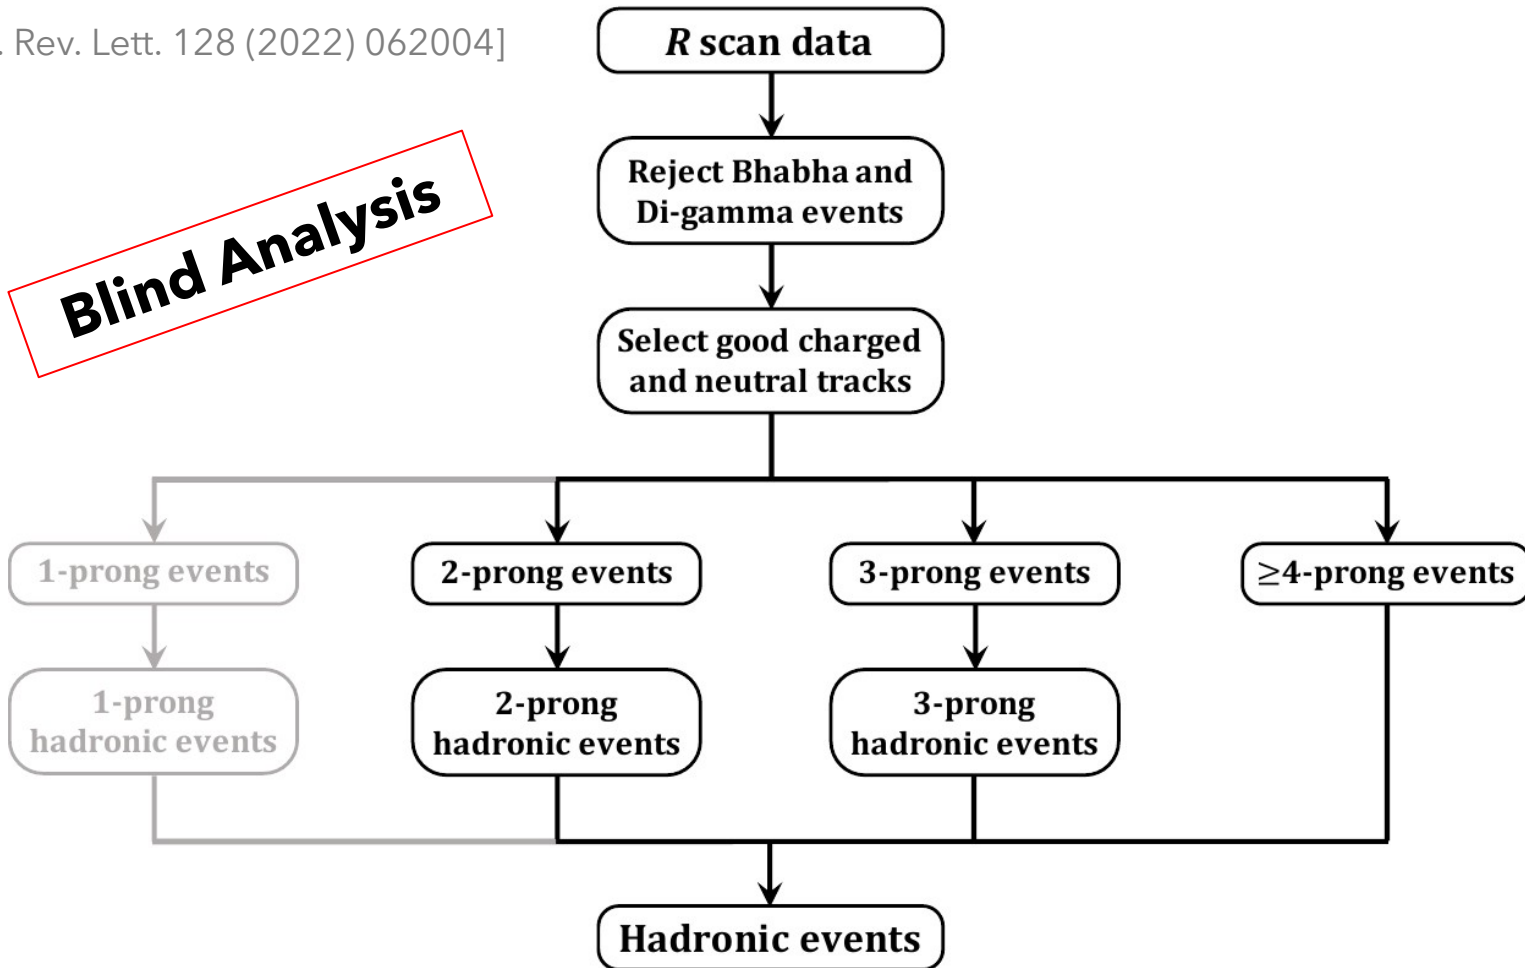 . Rev. Lett. 128 (2022) 062004]
R scan data
Blind Analysis
Reject Bhabha and
Di-gamma events
Select good charged
and neutral tracks
1-prong events
2-prong events
3-prong events
≥4-prong events
1-prong
hadronic events
2-prong
hadronic events
3-prong
hadronic events
Hadronic events